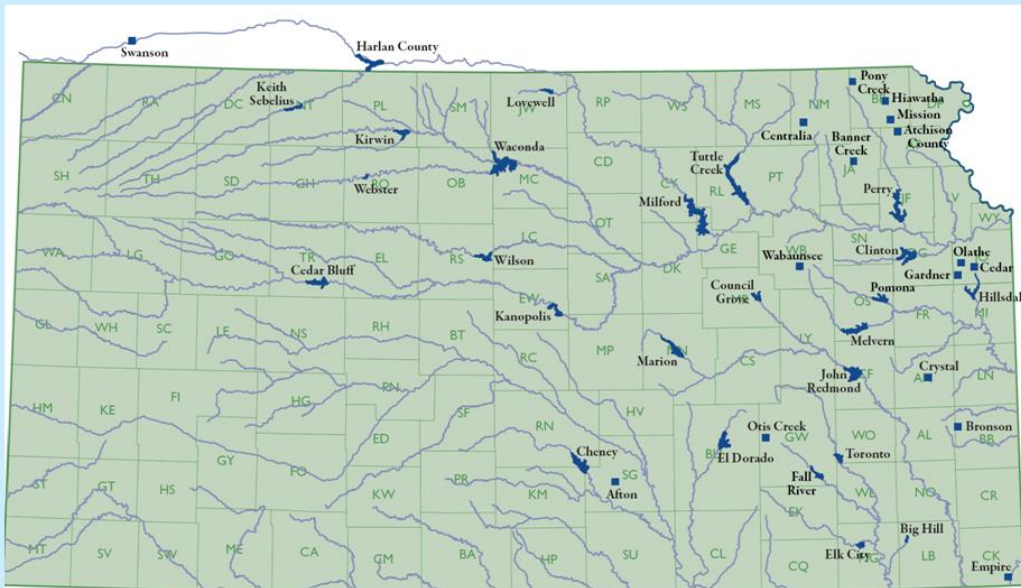 Swanson
Harlan County
Keith
Sebelius
Lovewell
Kirwin
Waconda
Webster
Pony
Creek
Hiawatha
Mission
Atchison
County
Centralia
Banner
Creek
Tuttle
Creek
Milford
Perry
Wilson
Cedar Bluff
Kanopolis
Wabaunsee
Clinton
Olathe
Gardner
Cedar
Hillsdal
Council
Grove
Pomona
Melvern
Marion
John
Redmond
Crystal
Bronson
Otis Creek
El Dorado
Toronto
Fall
River
Cheney
Afton
Big Hill
Elk City
Empire
CN
RA
DC
NT
PL
SM
JW
RP
WS
MS
NM
BR
DP
SH
TH
SD
GH
RO
OB
MC
CD
CY
RL
PT
JA
JF
LV
WY
WA
LG
GO
TR
EL
RS
LC
OT
SA
DK
GE
WB
SN
DG
GL
WH
SC
LE
NS
RH
BT
EW
RC
MP
MN
CS
LY
OS
FR
MI
HM
KE
FI
HG
PN
SF
RN
HV
CF
LN
ST
GT
HS
GY
FO
ED
KW
PR
KM
SG
GW
WO
AL
BB
MT
SV
SW
ME
CA
CM
BA
HP
SU
CL
EK
CQ
NO
LB
CR
CK